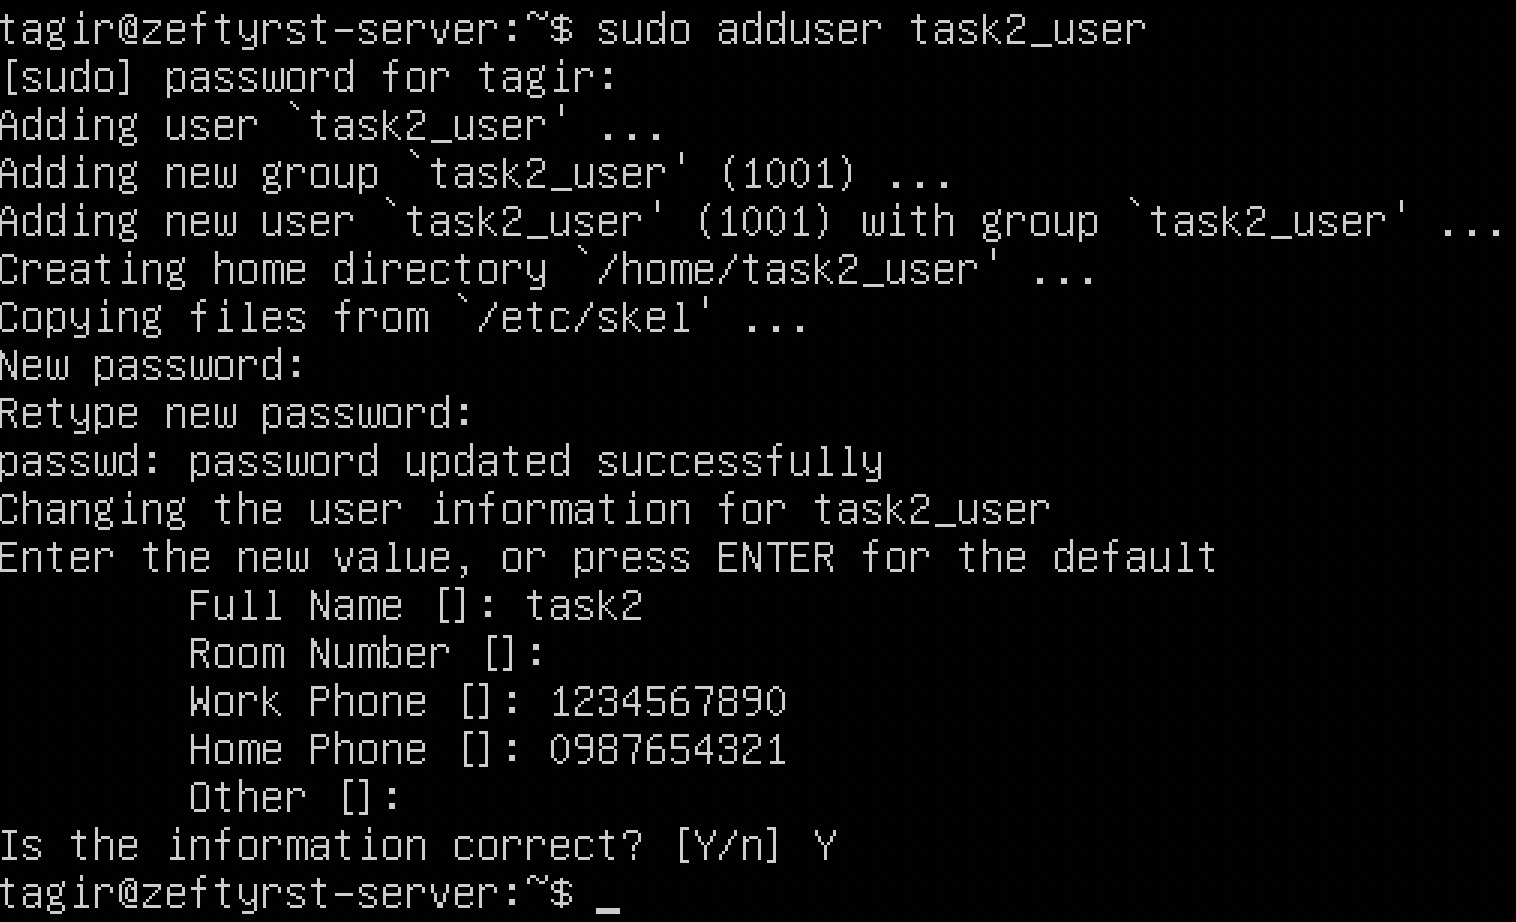 tagir@zeftyrst-server:~$ sudo adduser task2_user
[sudo] password for tagir:
Adding user `task2_user' ...
Adding new group `task2_user' (1001) ...
Adding new user `task2_user' (1001) with group `task2_user' ...
Creating home directory `/home/task2_user' ...
Copying files from `/etc/skel' ...
New password:
Retype new password:
passwd: password updated successfully
Changing the user information for task2_user
Enter the new value, or press ENTER for the default
Full Name []: task2
Room Number []:
Work Phone []: 1234567890
Home Phone []: 0987654321
Other []:
Is the information correct? [Y/n] Y
tagir@zeftyrst-server:~$ _